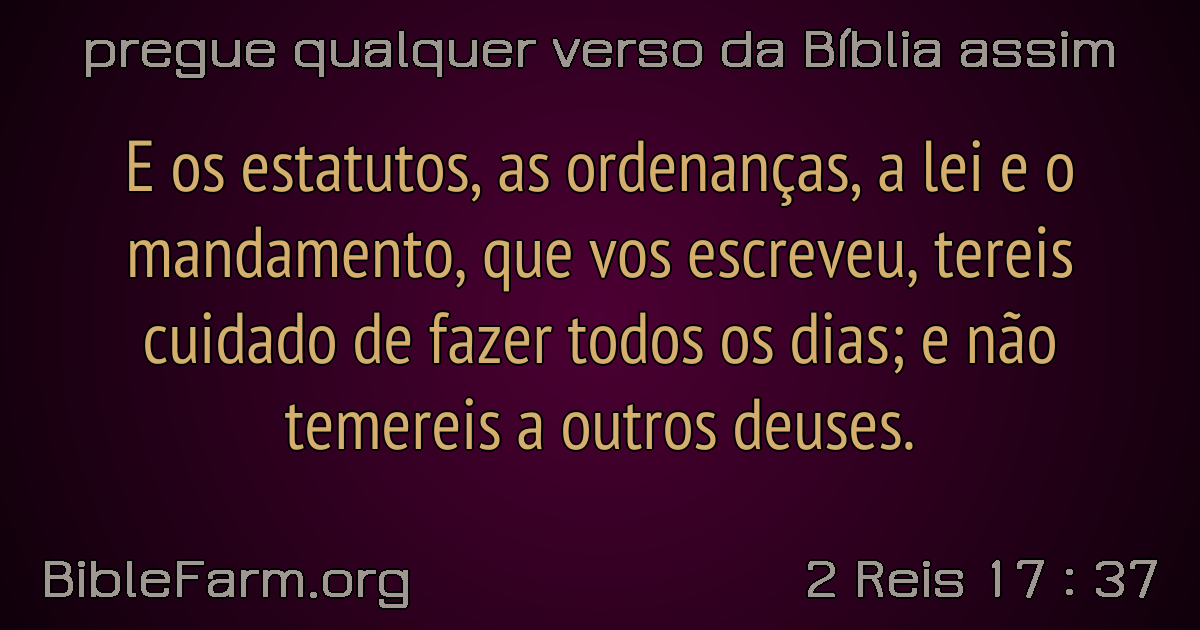 pregue qualquer verso da Bíblia assim
E os estatutos, as ordenanças, a lei e o
mandamento, que vos escreveu, tereis
cuidado de fazer todos os dias; e não
temereis a outros deuses.
BibleFarm.org
2 Reis 17 : 37